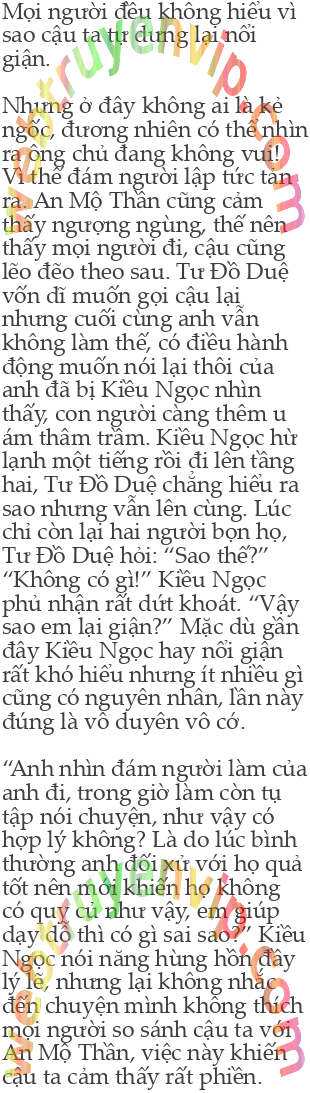 Mọi người đều không hiểu vì
sao cậu ta tự dưng lại nổi
giận.
Nhưng ở đây không ai là kẻ
ngốc, đương nhiên có thể nhìn
ra ông chủ đang không vui!
Vì thế đám người lập tức tản
ra. An Mộ Thần cũng cảm
thấy ngượng ngùng, thế nên
thấy mọi người đi, cậu cũng
lẽo đẽo theo sau. Tư Đồ Duệ
vốn dĩ muốn gọi cậu lại
nhưng cuối cùng anh vẫn
không làm thế, có điều hành
động muốn nói lại thôi của
anh đã bị Kiều Ngọc nhìn
thấy, con người càng thêm u
ám thâm trầm. Kiều Ngọc hừ
lạnh một tiếng rồi đi lên tầng
hai, Tư Đồ Duệ chẳng hiểu ra
sao nhưng vẫn lên cùng. Lúc
chỉ còn lại hai người bọn họ,
Tư Đồ Duệ hỏi: “Sao thế?”
“Không có gì!” Kiều Ngọc
phủ nhận rất dứt khoát. “Vậy
sao em lại giận?” Mặc dù gần
đây Kiều Ngọc hay nổi giận
rất khó hiểu nhưng ít nhiều gì
cũng có nguyên nhân, lần này
đúng là vô duyên vô cớ.
“Anh nhìn đám người làm của
anh đi, trong giờ làm còn tụ
tập nói chuyện, như vậy có
hợp lý không? Là do lúc bình
thường anh đối xử với họ quá
tốt nên mới khiến họ không
có quy củ như vậy, em giúp
dạy dỗ thì có gì sai sao?” Kiều
Ngọc nói năng hùng hồn đầy
lý lẽ, nhưng lại không nhắc
đến chuyện mình không thích
mọi người so sánh cậu ta với
An Mộ Thần, việc này khiến
cậu ta cảm thấy rất phiền.
webtruyenvip.com
webtruyenvip.com